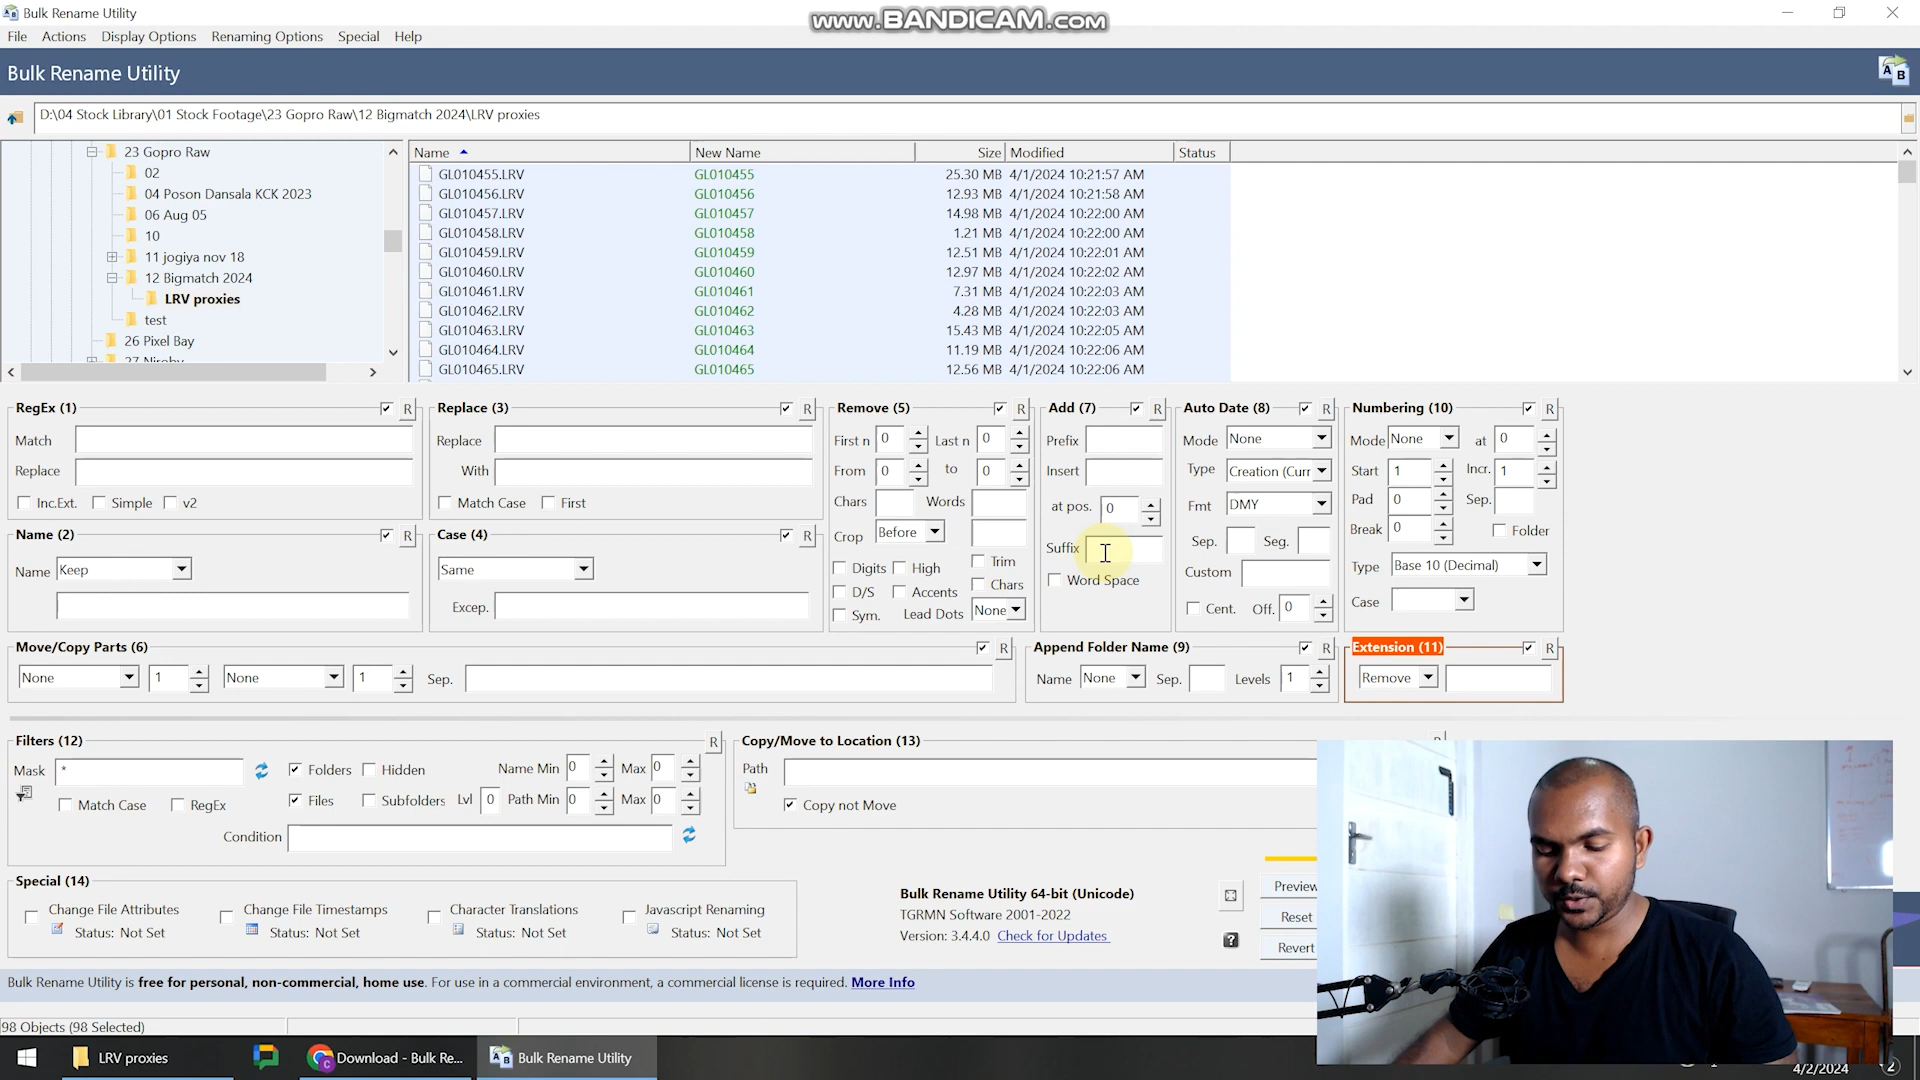 Bulk Rename Utility
www.BANDICAM.com
File Actions Display Options Renaming Options Special Help
Bulk Rename Utility
D:\04 Stock Library\01 Stock Footage\23 Gopro Raw\12 Bigmatch 2024\LRV proxies
23 Gopro Raw
02
04 Poson Dansala KCK 2023
06 Aug 05
10
11 jogiya nov 18
12 Bigmatch 2024
LRV proxies
test
26 Pixel Bay
27 Niroby
Name New Name Size Modified Status
GL010455.LRV GL010455 25.30 MB 4/1/2024 10:21:57 AM
GL010456.LRV GL010456 12.93 MB 4/1/2024 10:21:58 AM
GL010457.LRV GL010457 14.98 MB 4/1/2024 10:22:00 AM
GL010458.LRV GL010458 1.21 MB 4/1/2024 10:22:00 AM
GL010459.LRV GL010459 12.51 MB 4/1/2024 10:22:01 AM
GL010460.LRV GL010460 12.97 MB 4/1/2024 10:22:02 AM
GL010461.LRV GL010461 7.31 MB 4/1/2024 10:22:03 AM
GL010462.LRV GL010462 4.28 MB 4/1/2024 10:22:03 AM
GL010463.LRV GL010463 15.43 MB 4/1/2024 10:22:05 AM
GL010464.LRV GL010464 11.19 MB 4/1/2024 10:22:06 AM
GL010465.LRV GL010465 12.56 MB 4/1/2024 10:22:06 AM
RegEx (1) R
Match
Replace
Inc.Ext. Simple v2
Replace (3) R
Replace
With
Match Case First
Remove (5) R
First n 0 Last n 0
From 0 to 0
Chars Words
Crop Before
Digits High Trim
D/S Accents Chars
Sym. Lead Dots None
Add (7) R
Prefix
Insert
at pos. 0
Suffix
Word Space
Auto Date (8) R
Mode None
Type Creation (Curr
Fmt DMY
Sep. Seg.
Custom
Cent. Off. 0
Numbering (10) R
Mode None at 0
Start 1 Incr. 1
Pad 0 Sep.
Break 0 Folder
Type Base 10 (Decimal)
Case
Name (2) R
Name Keep
Case (4) R
Same
Excep.
Move/Copy Parts (6) R
None 1 None 1 Sep.
Append Folder Name (9) R
Name None Sep. Levels 1
Extension (11) R
Remove
Filters (12) R
Mask * Folders Hidden Name Min 0 Max 0
Match Case RegEx Files Subfolders Lvl 0 Path Min 0 Max 0
Condition
Copy/Move to Location (13) R
Path
Copy not Move
Special (14)
Change File Attributes Change File Timestamps Character Translations Javascript Renaming
Status: Not Set Status: Not Set Status: Not Set Status: Not Set
Bulk Rename Utility 64-bit (Unicode)
TGRMN Software 2001-2022
Version: 3.4.4.0 Check for Updates
?
Preview
Reset
Revert
Bulk Rename Utility is free for personal, non-commercial, home use. For use in a commercial environment, a commercial license is required. More Info
98 Objects (98 Selected)
LRV proxies Download - Bulk Re... Bulk Rename Utility
4/2/2024 2